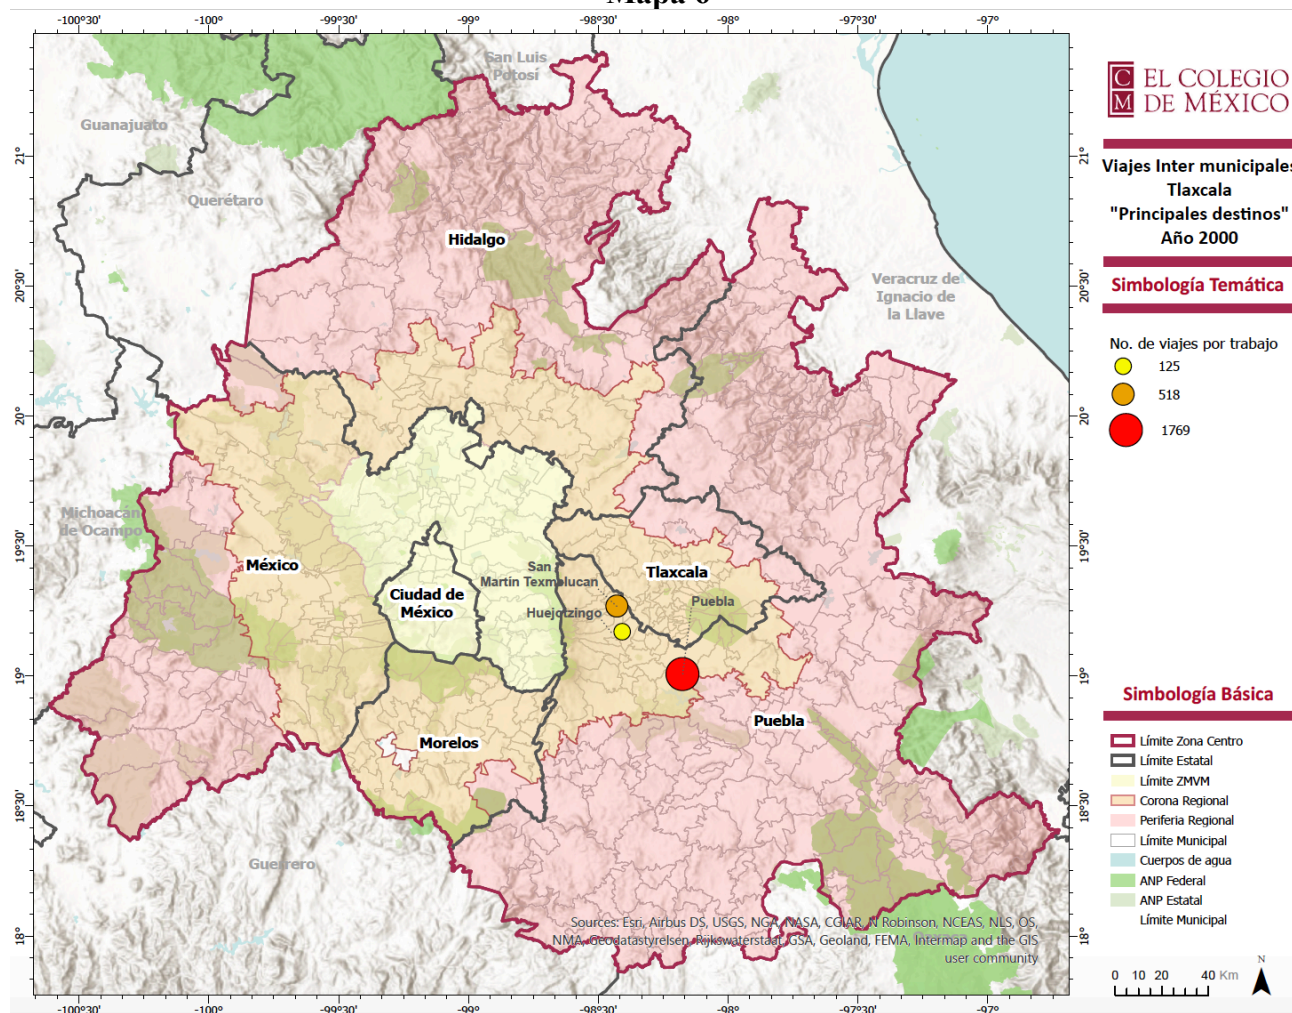 Mapa 6
-100°30'
-100°
-99°30'
-99°
-98°30'
-98°
-97°30'
-97°
21°
20°30'
20°
19°30'
19°
18°30'
18°
San Luis
Potosí
Guanajuato
Querétaro
Hidalgo
Veracruz de
Ignacio de
la Llave
Michoacán
de Ocampo
México
Ciudad de
México
San
Martín Texmelucan
Huejotzingo
Tlaxcala
Puebla
Puebla
Morelos
Guerrero
Sources: Esri, Airbus DS, USGS, NGA, NASA, CGIAR, N Robinson, NCEAS, NLS, OS,
NMA, Geodatastyrelsen, Rijkswaterstaat, GSA, Geoland, FEMA, Intermap and the GIS
user community
21°
20°30'
20°
19°30'
19°
18°30'
18°
-100°30'
-100°
-99°30'
-99°
-98°30'
-98°
-97°30'
-97°
C M
EL COLEGIO
DE MÉXICO
Viajes Inter municipales
Tlaxcala
"Principales destinos"
Año 2000
Simbología Temática
No. de viajes por trabajo
125
518
1769
Simbología Básica
Límite Zona Centro
Límite Estatal
Límite ZMVM
Corona Regional
Periferia Regional
Límite Municipal
Cuerpos de agua
ANP Federal
ANP Estatal
Límite Municipal
0 10 20 40 Km
N